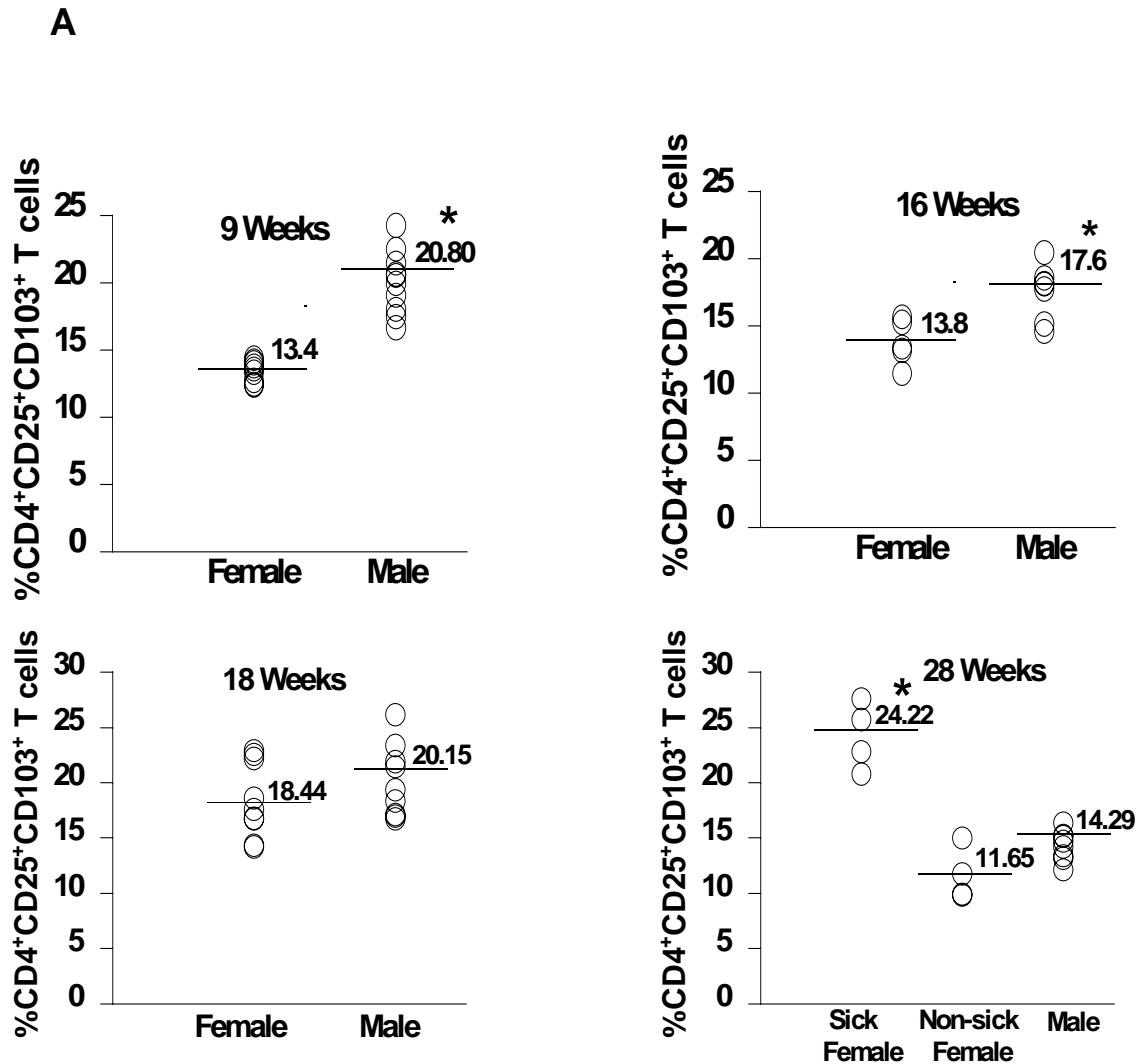 A
%CD4⁺CD25⁺CD103⁺ T cells
25
20
15
10
5
0
9 Weeks
*
20.80
13.4
Female Male
%CD4⁺CD25⁺CD103⁺ T cells
25
20
15
10
5
0
16 Weeks
*
17.6
13.8
Female Male
%CD4⁺CD25⁺CD103⁺ T cells
30
25
20
15
10
5
0
18 Weeks
20.15
18.44
Female Male
%CD4⁺CD25⁺CD103⁺ T cells
30
25
20
15
10
5
0
28 Weeks
*
24.22
14.29
11.65
Sick Non-sick Male
Female Female